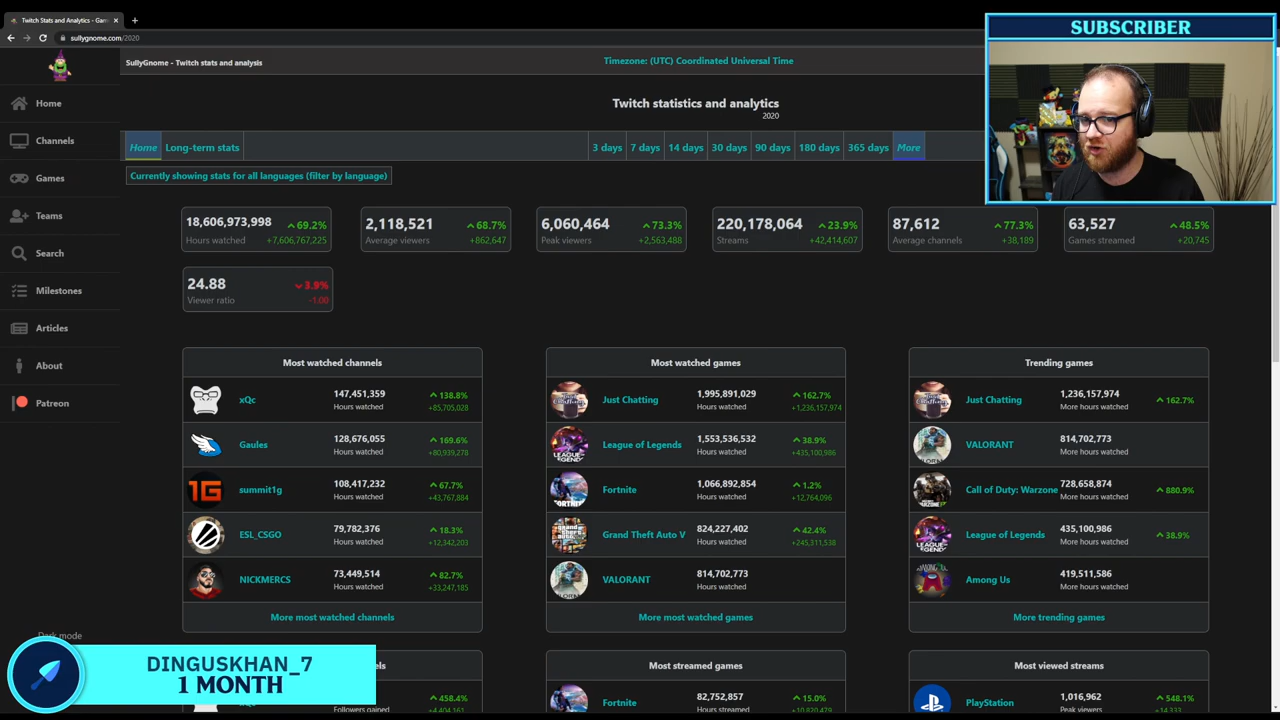 Twitch Stats and Analytics - Gam
sullygnome.com/2020
SUBSCRIBER
SullyGnome - Twitch stats and analysis
Timezone: (UTC) Coordinated Universal Time
Home
Channels
Games
Teams
Search
Milestones
Articles
About
Patreon
Dark mode
Twitch statistics and analytics
2020
Home
Long-term stats
3 days
7 days
14 days
30 days
90 days
180 days
365 days
More
Currently showing stats for all languages (filter by language)
18,606,973,998 69.2%
Hours watched +7,606,767,225
2,118,521 68.7%
Average viewers +862,647
6,060,464 73.3%
Peak viewers +2,563,488
220,178,064 23.9%
Streams +42,414,607
87,612 77.3%
Average channels +38,189
63,527 48.5%
Games streamed +20,745
24.88 3.9%
Viewer ratio -1.00
Most watched channels
xQc 147,451,359 138.8%
Hours watched +85,705,028
Gaules 128,676,055 169.6%
Hours watched +80,939,278
summit1g 108,417,232 67.7%
Hours watched +43,767,884
ESL_CSGO 79,782,376 18.3%
Hours watched +12,342,203
NICKMERCS 73,449,514 82.7%
Hours watched +33,247,185
More most watched channels
Most watched games
Just Chatting 1,995,891,029 162.7%
Hours watched +1,236,157,974
League of Legends 1,553,536,532 38.9%
Hours watched +435,100,986
Fortnite 1,066,892,854 1.2%
Hours watched +12,764,096
Grand Theft Auto V 824,227,402 42.4%
Hours watched +245,311,538
VALORANT 814,702,773
Hours watched
More most watched games
Trending games
Just Chatting 1,236,157,974 162.7%
More hours watched
VALORANT 814,702,773
More hours watched
Call of Duty: Warzone 728,658,874 880.9%
More hours watched
League of Legends 435,100,986 38.9%
More hours watched
Among Us 419,511,586
More hours watched
More trending games
458.4%
Followers gained +4,404,161
Most streamed games
Fortnite 82,752,857 15.0%
Hours streamed +10,820,479
Most viewed streams
PlayStation 1,016,962 548.1%
Peak viewers
DINGUSKHAN_7
1 MONTH